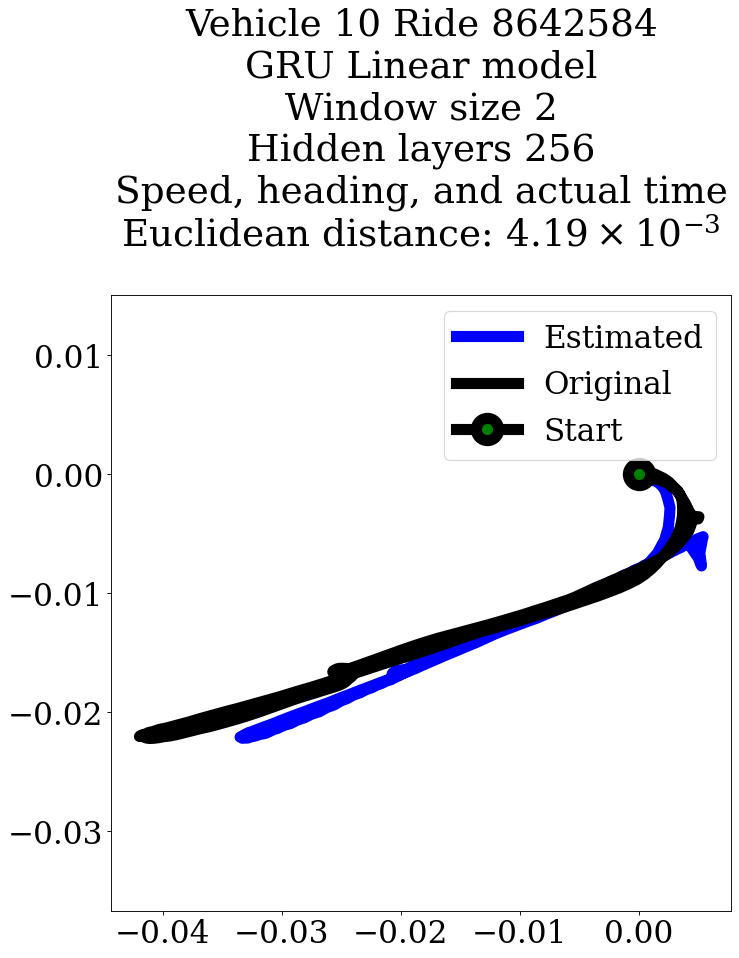 Vehicle 10 Ride 8642584
GRU Linear model
Window size 2
Hidden layers 256
Speed, heading, and actual time
Euclidean distance: 4.19 × 10⁻³
Estimated
Original
Start
0.01
0.00
−0.01
−0.02
−0.03
−0.04 −0.03 −0.02 −0.01 0.00